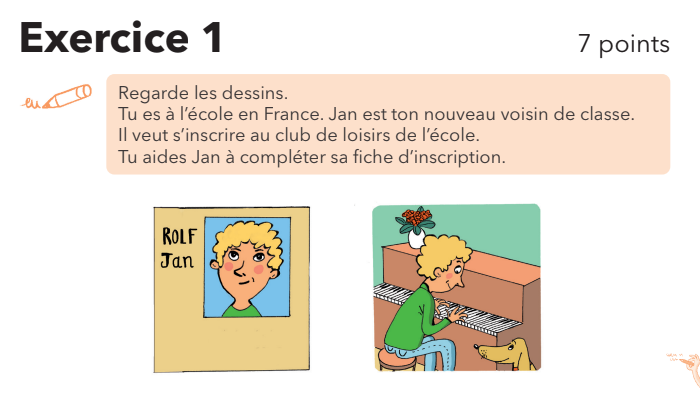 Exercice 1
7 points
Regarde les dessins.
Tu es à l'école en France. Jan est ton nouveau voisin de classe.
Il veut s'inscrire au club de loisirs de l'école.
Tu aides Jan à compléter sa fiche d'inscription.
ROLF
Jan